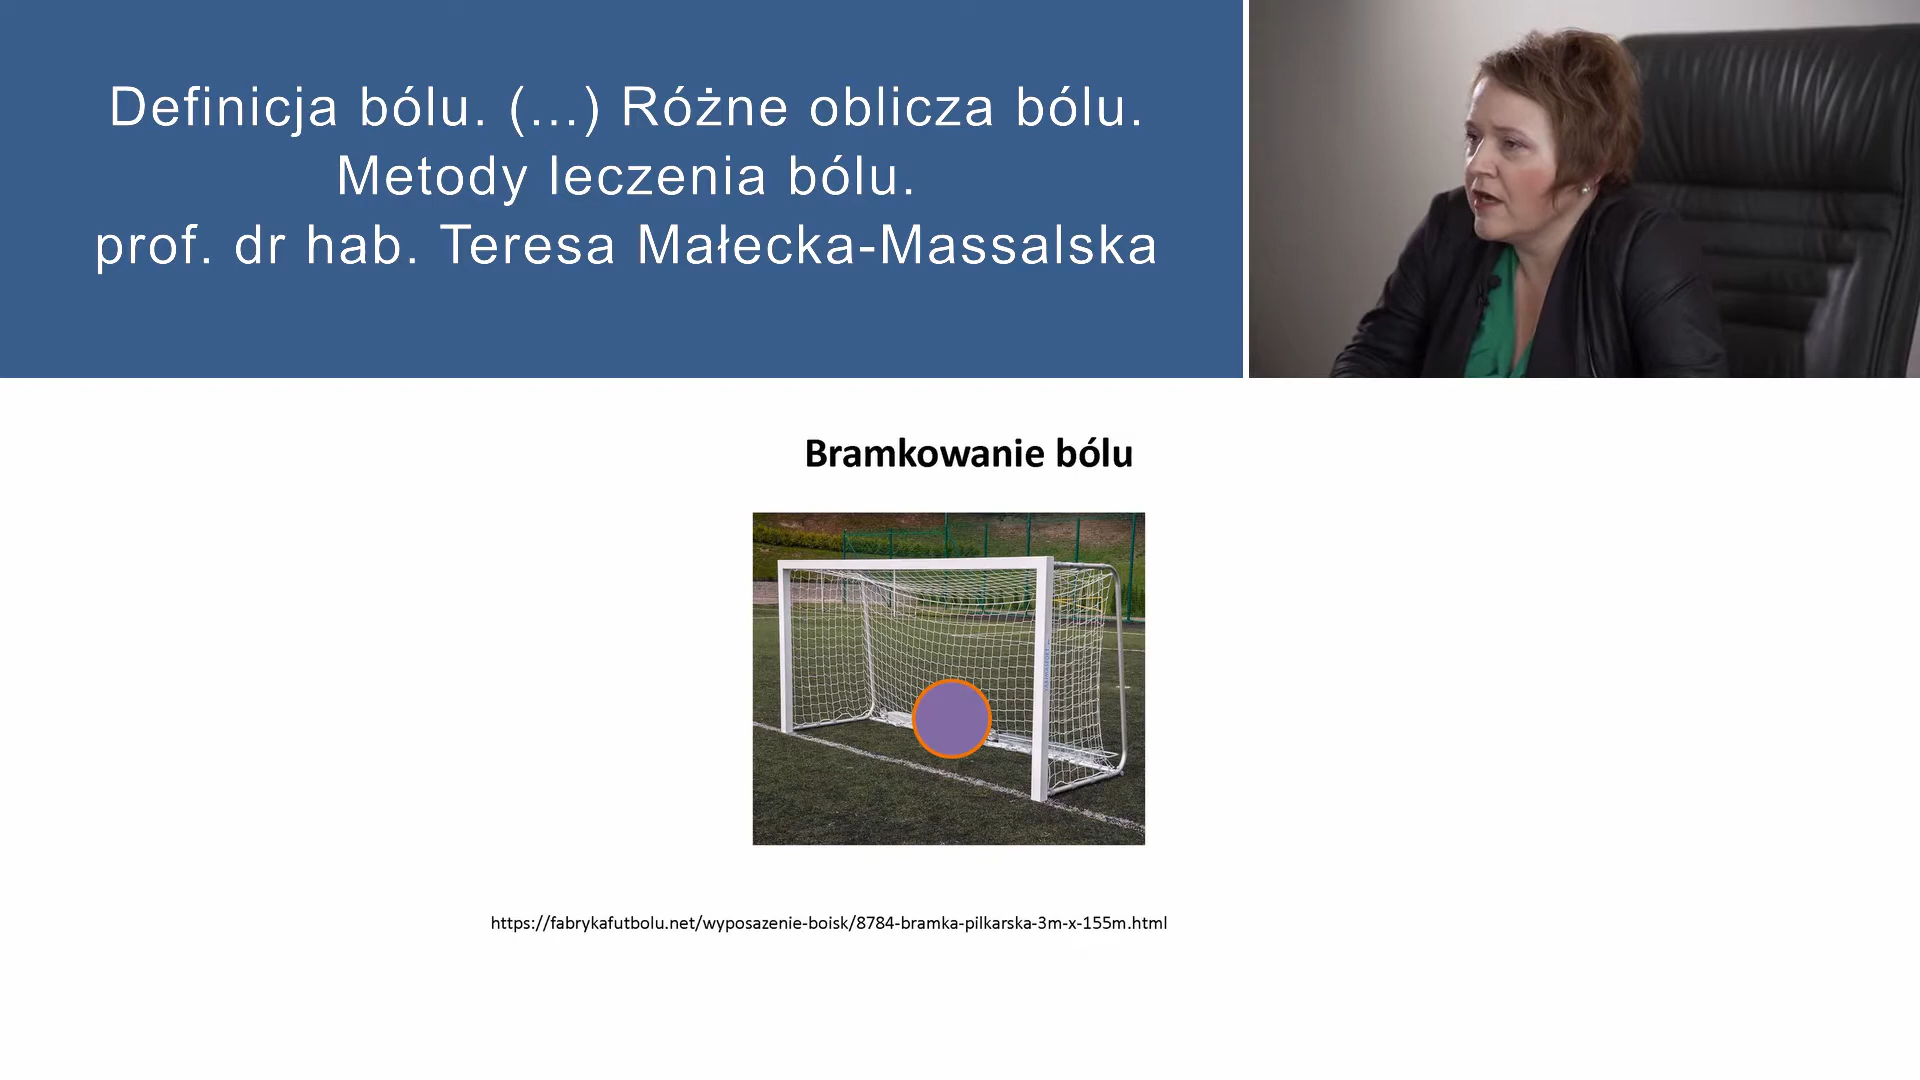 Definicja bólu. (...) Różne oblicza bólu.
Metody leczenia bólu.
prof. dr hab. Teresa Małecka-Massalska
Bramkowanie bólu
https://fabrykafutbolu.net/wyposazenie-boisk/8784-bramka-pilkarska-3m-x-155m.html